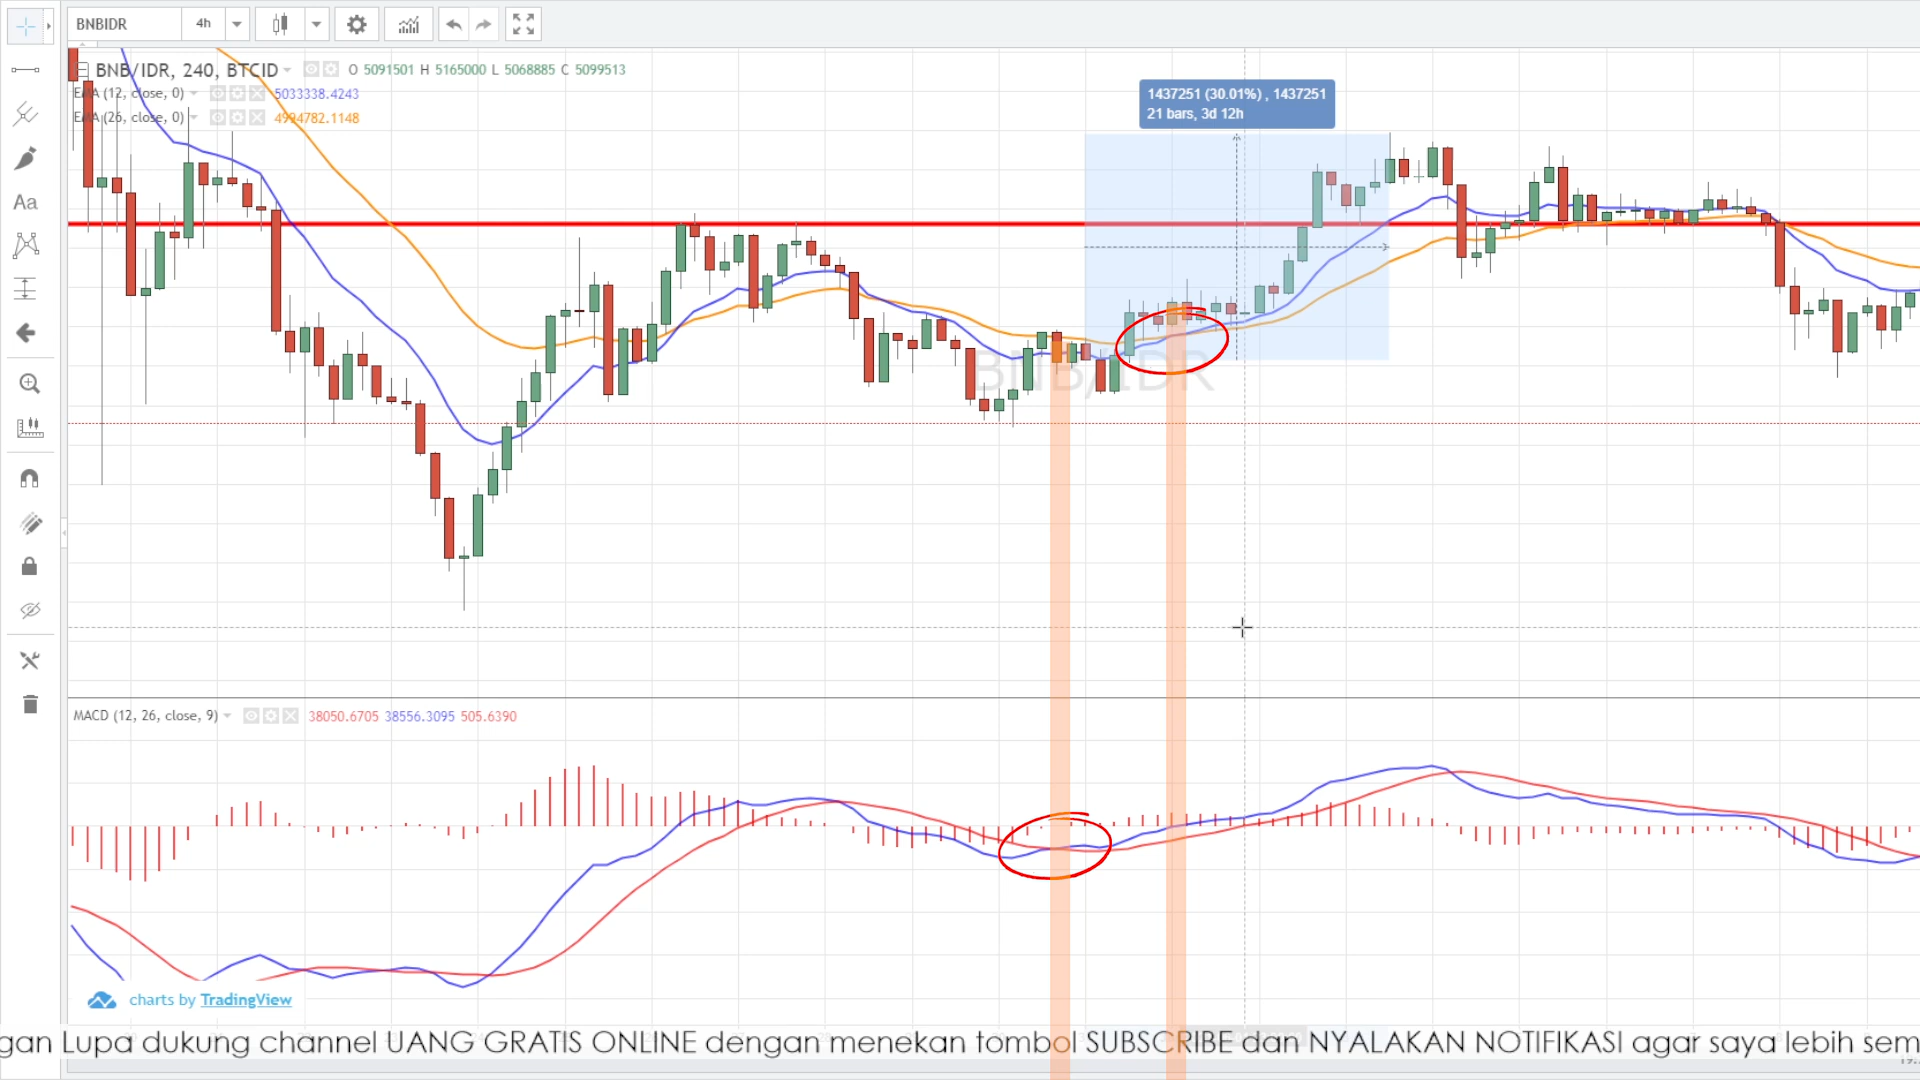 BNBIDR 4h
BNB/IDR, 240, BTCID O 5091501 H 5165000 L 5068885 C 5099513
EMA (12, close, 0) 5033338.4243
EMA (26, close, 0) 4994782.1148
1437251 (30.01%) , 1437251
21 bars, 3d 12h
Aa
BNB/IDR
MACD (12, 26, close, 9) 38050.6705 38556.3095 505.6390
charts by TradingView
gan Lupa dukung channel UANG GRATIS ONLINE dengan menekan tombol SUBSCRIBE dan NYALAKAN NOTIFIKASI agar saya lebih sem